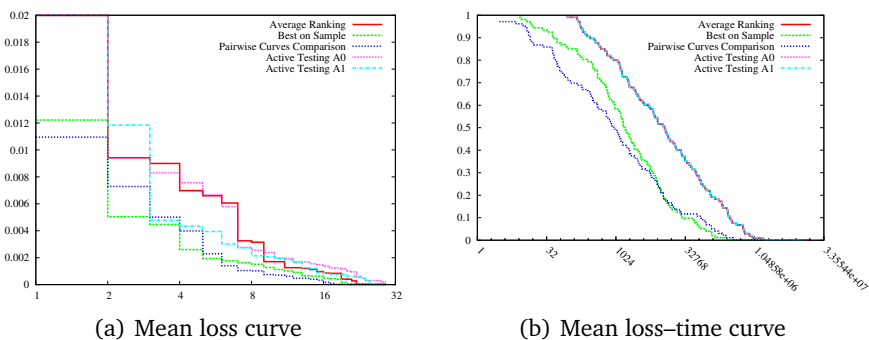 0.02
0.018
0.016
0.014
0.012
0.01
0.008
0.006
0.004
0.002
0
1 2 4 8 16 32
Average Ranking
Best on Sample
Pairwise Curves Comparison
Active Testing A0
Active Testing A1
(a) Mean loss curve
1
0.9
0.8
0.7
0.6
0.5
0.4
0.3
0.2
0.1
0
1 32 1024 32768 1.04858e+06 3.35544e+07
Average Ranking
Best on Sample
Pairwise Curves Comparison
Active Testing A0
Active Testing A1
(b) Mean loss–time curve